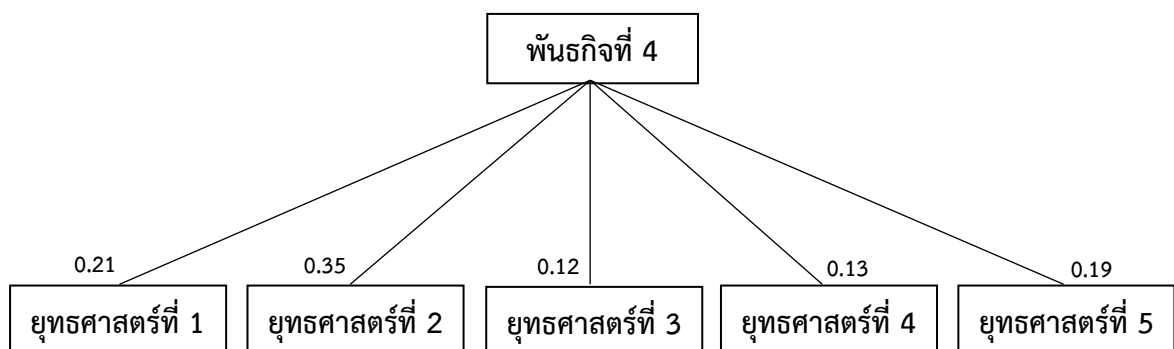 พันธกิจที่ 4
0.21
0.35
0.12
0.13
0.19
ยุทธศาสตร์ที่ 1
ยุทธศาสตร์ที่ 2
ยุทธศาสตร์ที่ 3
ยุทธศาสตร์ที่ 4
ยุทธศาสตร์ที่ 5